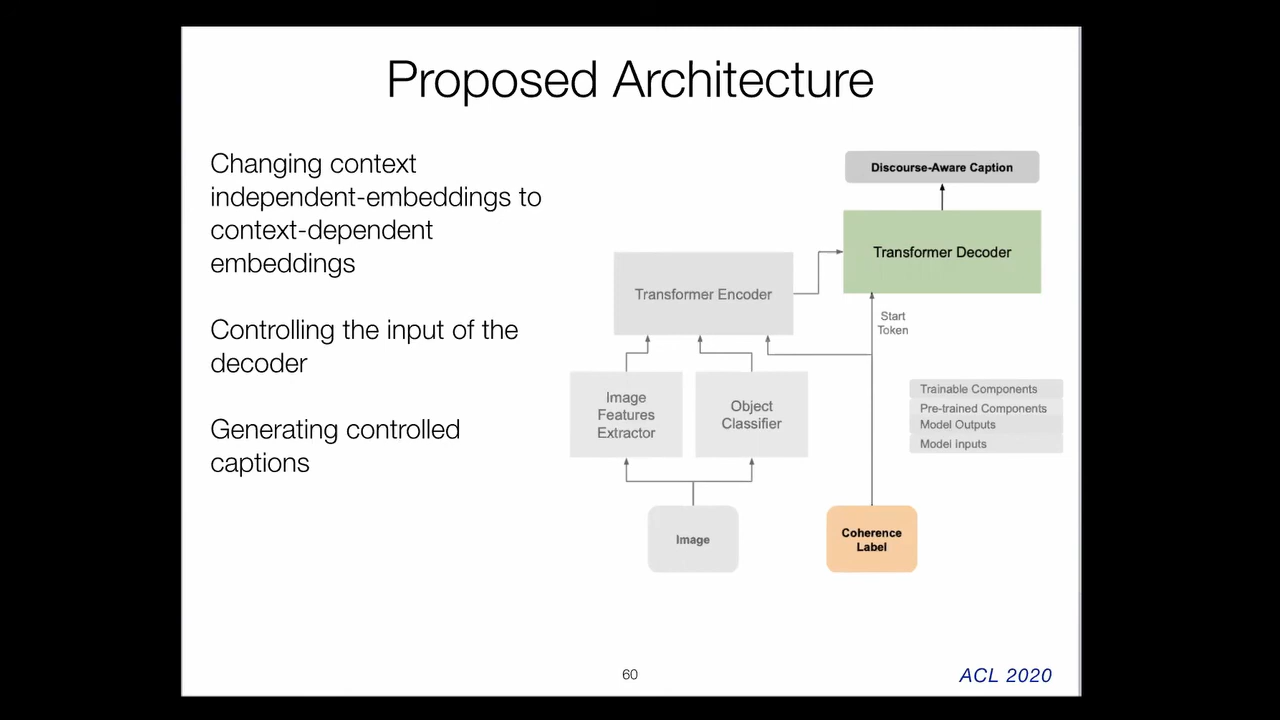 Proposed Architecture
Changing context
independent-embeddings to
context-dependent
embeddings
Controlling the input of the
decoder
Generating controlled
captions
Discourse-Aware Caption
Transformer Decoder
Transformer Encoder
Start
Token
Image
Features
Extractor
Object
Classifier
Trainable Components
Pre-trained Components
Model Outputs
Model inputs
Image
Coherence
Label
60
ACL 2020